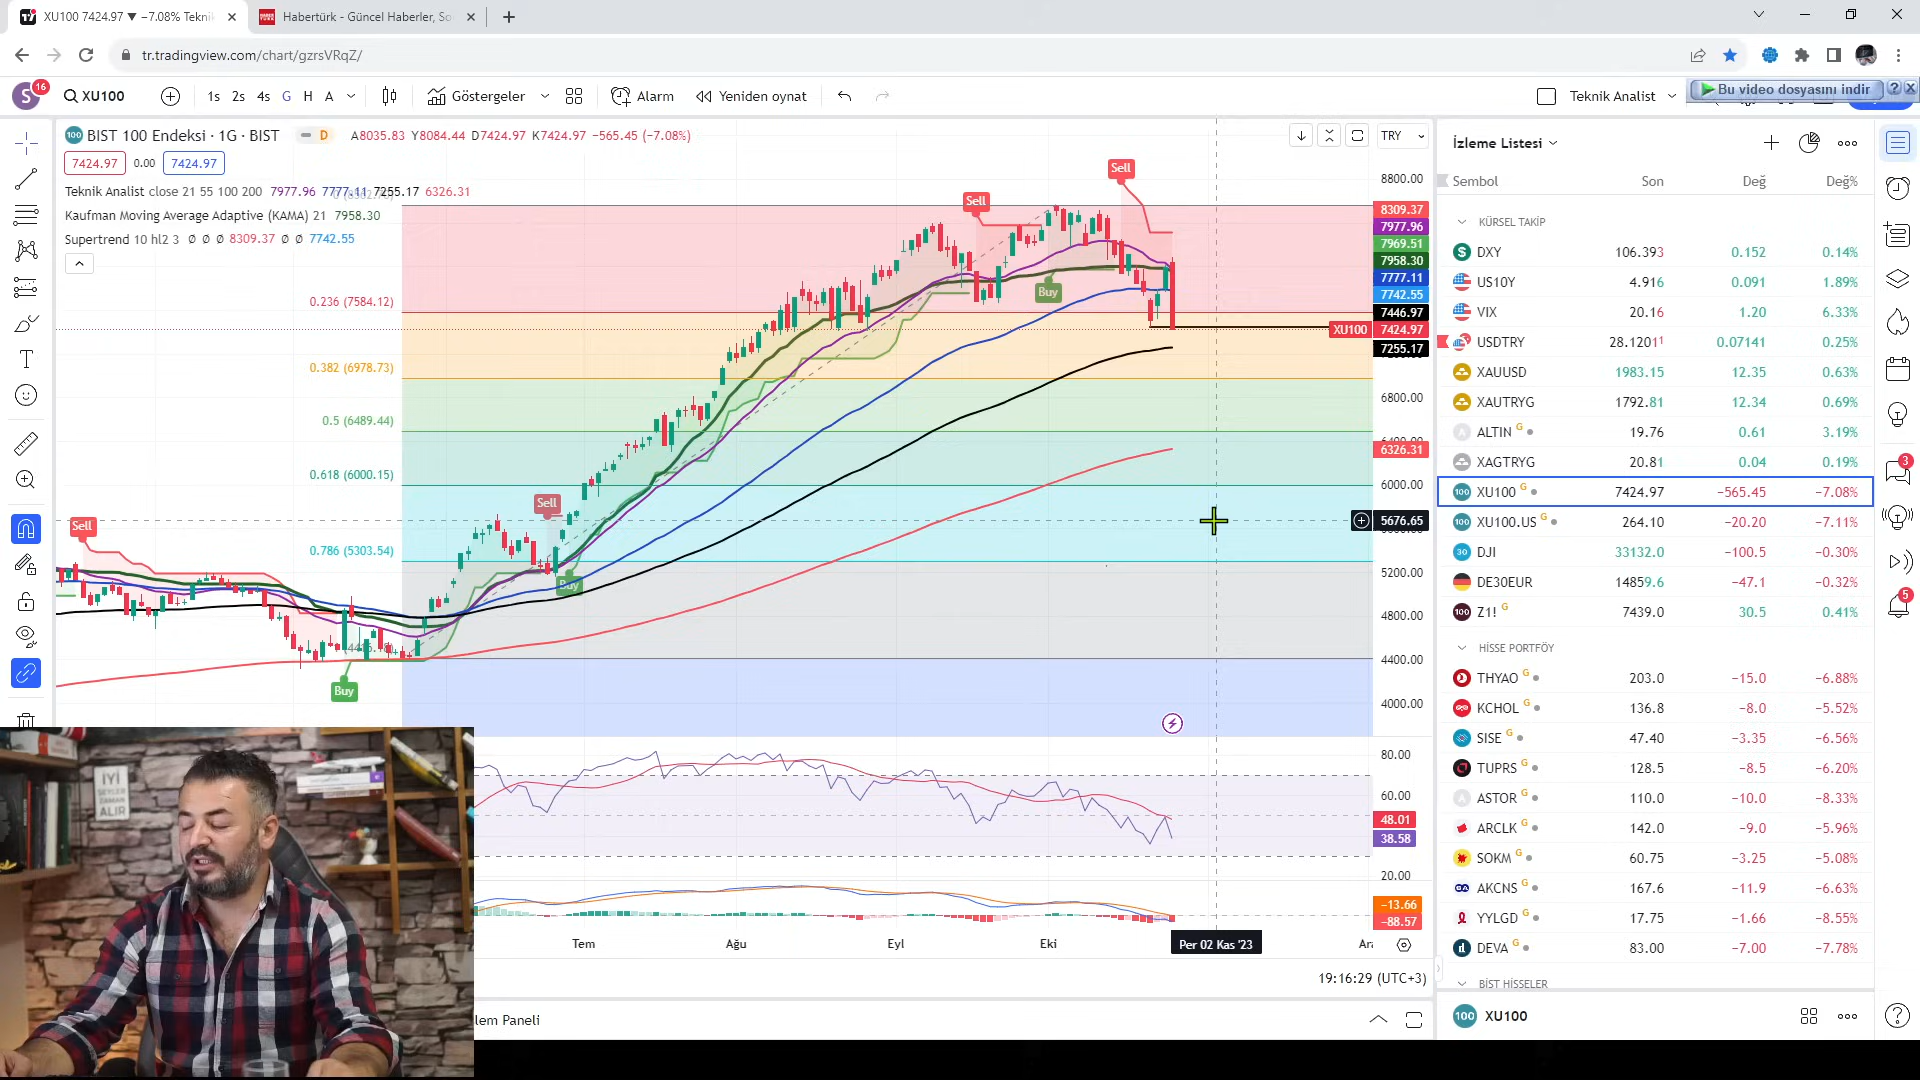 XU100 7424.97 ▼ −7.08% Tekni
Habertürk - Güncel Haberler, So
tr.tradingview.com/chart/gzrsVRqZ/
S 16 XU100 1s 2s 4s G H A Göstergeler Alarm Yeniden oynat Teknik Analist
Bu video dosyasını indir
BIST 100 Endeksi · 1G · BIST D A8035.83 Y8084.44 D7424.97 K7424.97 −565.45 (−7.08%)
TRY
7424.97 0.00 7424.97
Teknik Analist close 21 55 100 200 7977.96 7777.11 7255.17 6326.31
Kaufman Moving Average Adaptive (KAMA) 21 7958.30
Supertrend 10 hl2 3 ∅ ∅ ∅ 8309.37 ∅ ∅ 7742.55
0.236 (7584.12)
0.382 (6978.73)
0.5 (6489.44)
0.618 (6000.15)
0.786 (5303.54)
Sell
Buy
Sell
Buy
Sell
Buy
Sell
8800.00
8309.37
7977.96
7969.51
7958.30
7777.11
7742.55
7446.97
XU100 7424.97
7255.17
6800.00
6326.31
6000.00
5676.65
5200.00
4800.00
4400.00
4000.00
80.00
60.00
48.01
38.58
20.00
−13.66
−88.57
Tem Ağu Eyl Eki Per 02 Kas '23 Ara
19:16:29 (UTC+3)
lem Paneli
İYİ
ŞEYLER
ZAMAN
ALIR
İzleme Listesi
Sembol Son Değ Değ%
KÜRSEL TAKİP
DXY 106.393 0.152 0.14%
US10Y 4.916 0.091 1.89%
VIX 20.16 1.20 6.33%
USDTRY 28.12011 0.07141 0.25%
XAUUSD 1983.15 12.35 0.63%
XAUTRYG 1792.81 12.34 0.69%
ALTIN G 19.76 0.61 3.19%
XAGTRYG 20.81 0.04 0.19%
XU100 G 7424.97 −565.45 −7.08%
XU100.US G 264.10 −20.20 −7.11%
DJI 33132.0 −100.5 −0.30%
DE30EUR 14859.6 −47.1 −0.32%
Z1! G 7439.0 30.5 0.41%
HİSSE PORTFÖY
THYAO G 203.0 −15.0 −6.88%
KCHOL G 136.8 −8.0 −5.52%
SISE G 47.40 −3.35 −6.56%
TUPRS G 128.5 −8.5 −6.20%
ASTOR G 110.0 −10.0 −8.33%
ARCLK G 142.0 −9.0 −5.96%
SOKM G 60.75 −3.25 −5.08%
AKCNS G 167.6 −11.9 −6.63%
YYLGD G 17.75 −1.66 −8.55%
DEVA G 83.00 −7.00 −7.78%
BİST HİSSELER
XU100
3
5